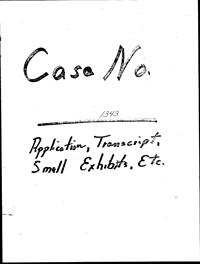 Case No.
1343
Application, Transcript,
Small Exhibits, Etc.